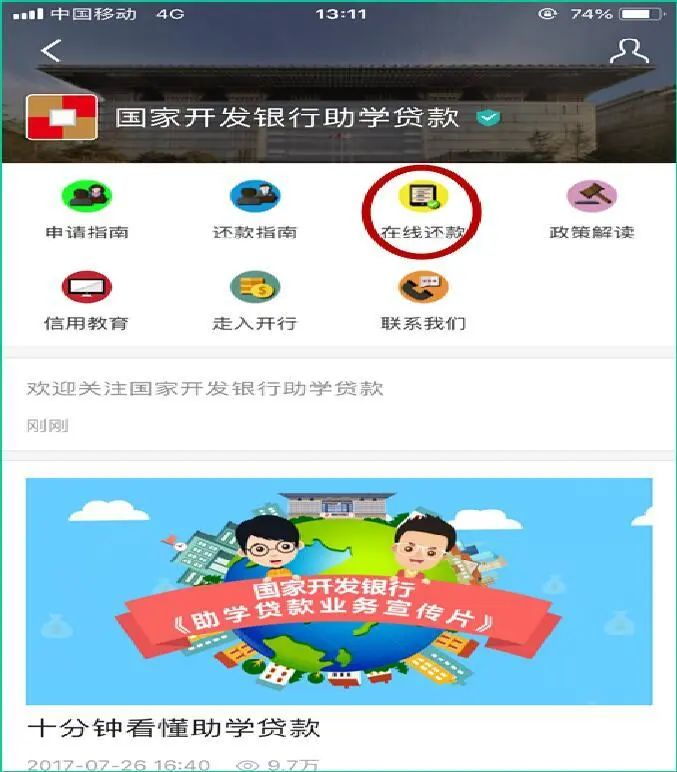 中国移动 4G 13:11 74%
国家开发银行助学贷款
申请指南 还款指南 在线还款 政策解读
信用教育 走入开行 联系我们
欢迎关注国家开发银行助学贷款
刚刚
国家开发银行
《助学贷款业务宣传片》
十分钟看懂助学贷款
2017-07-26 16:40 9.7万